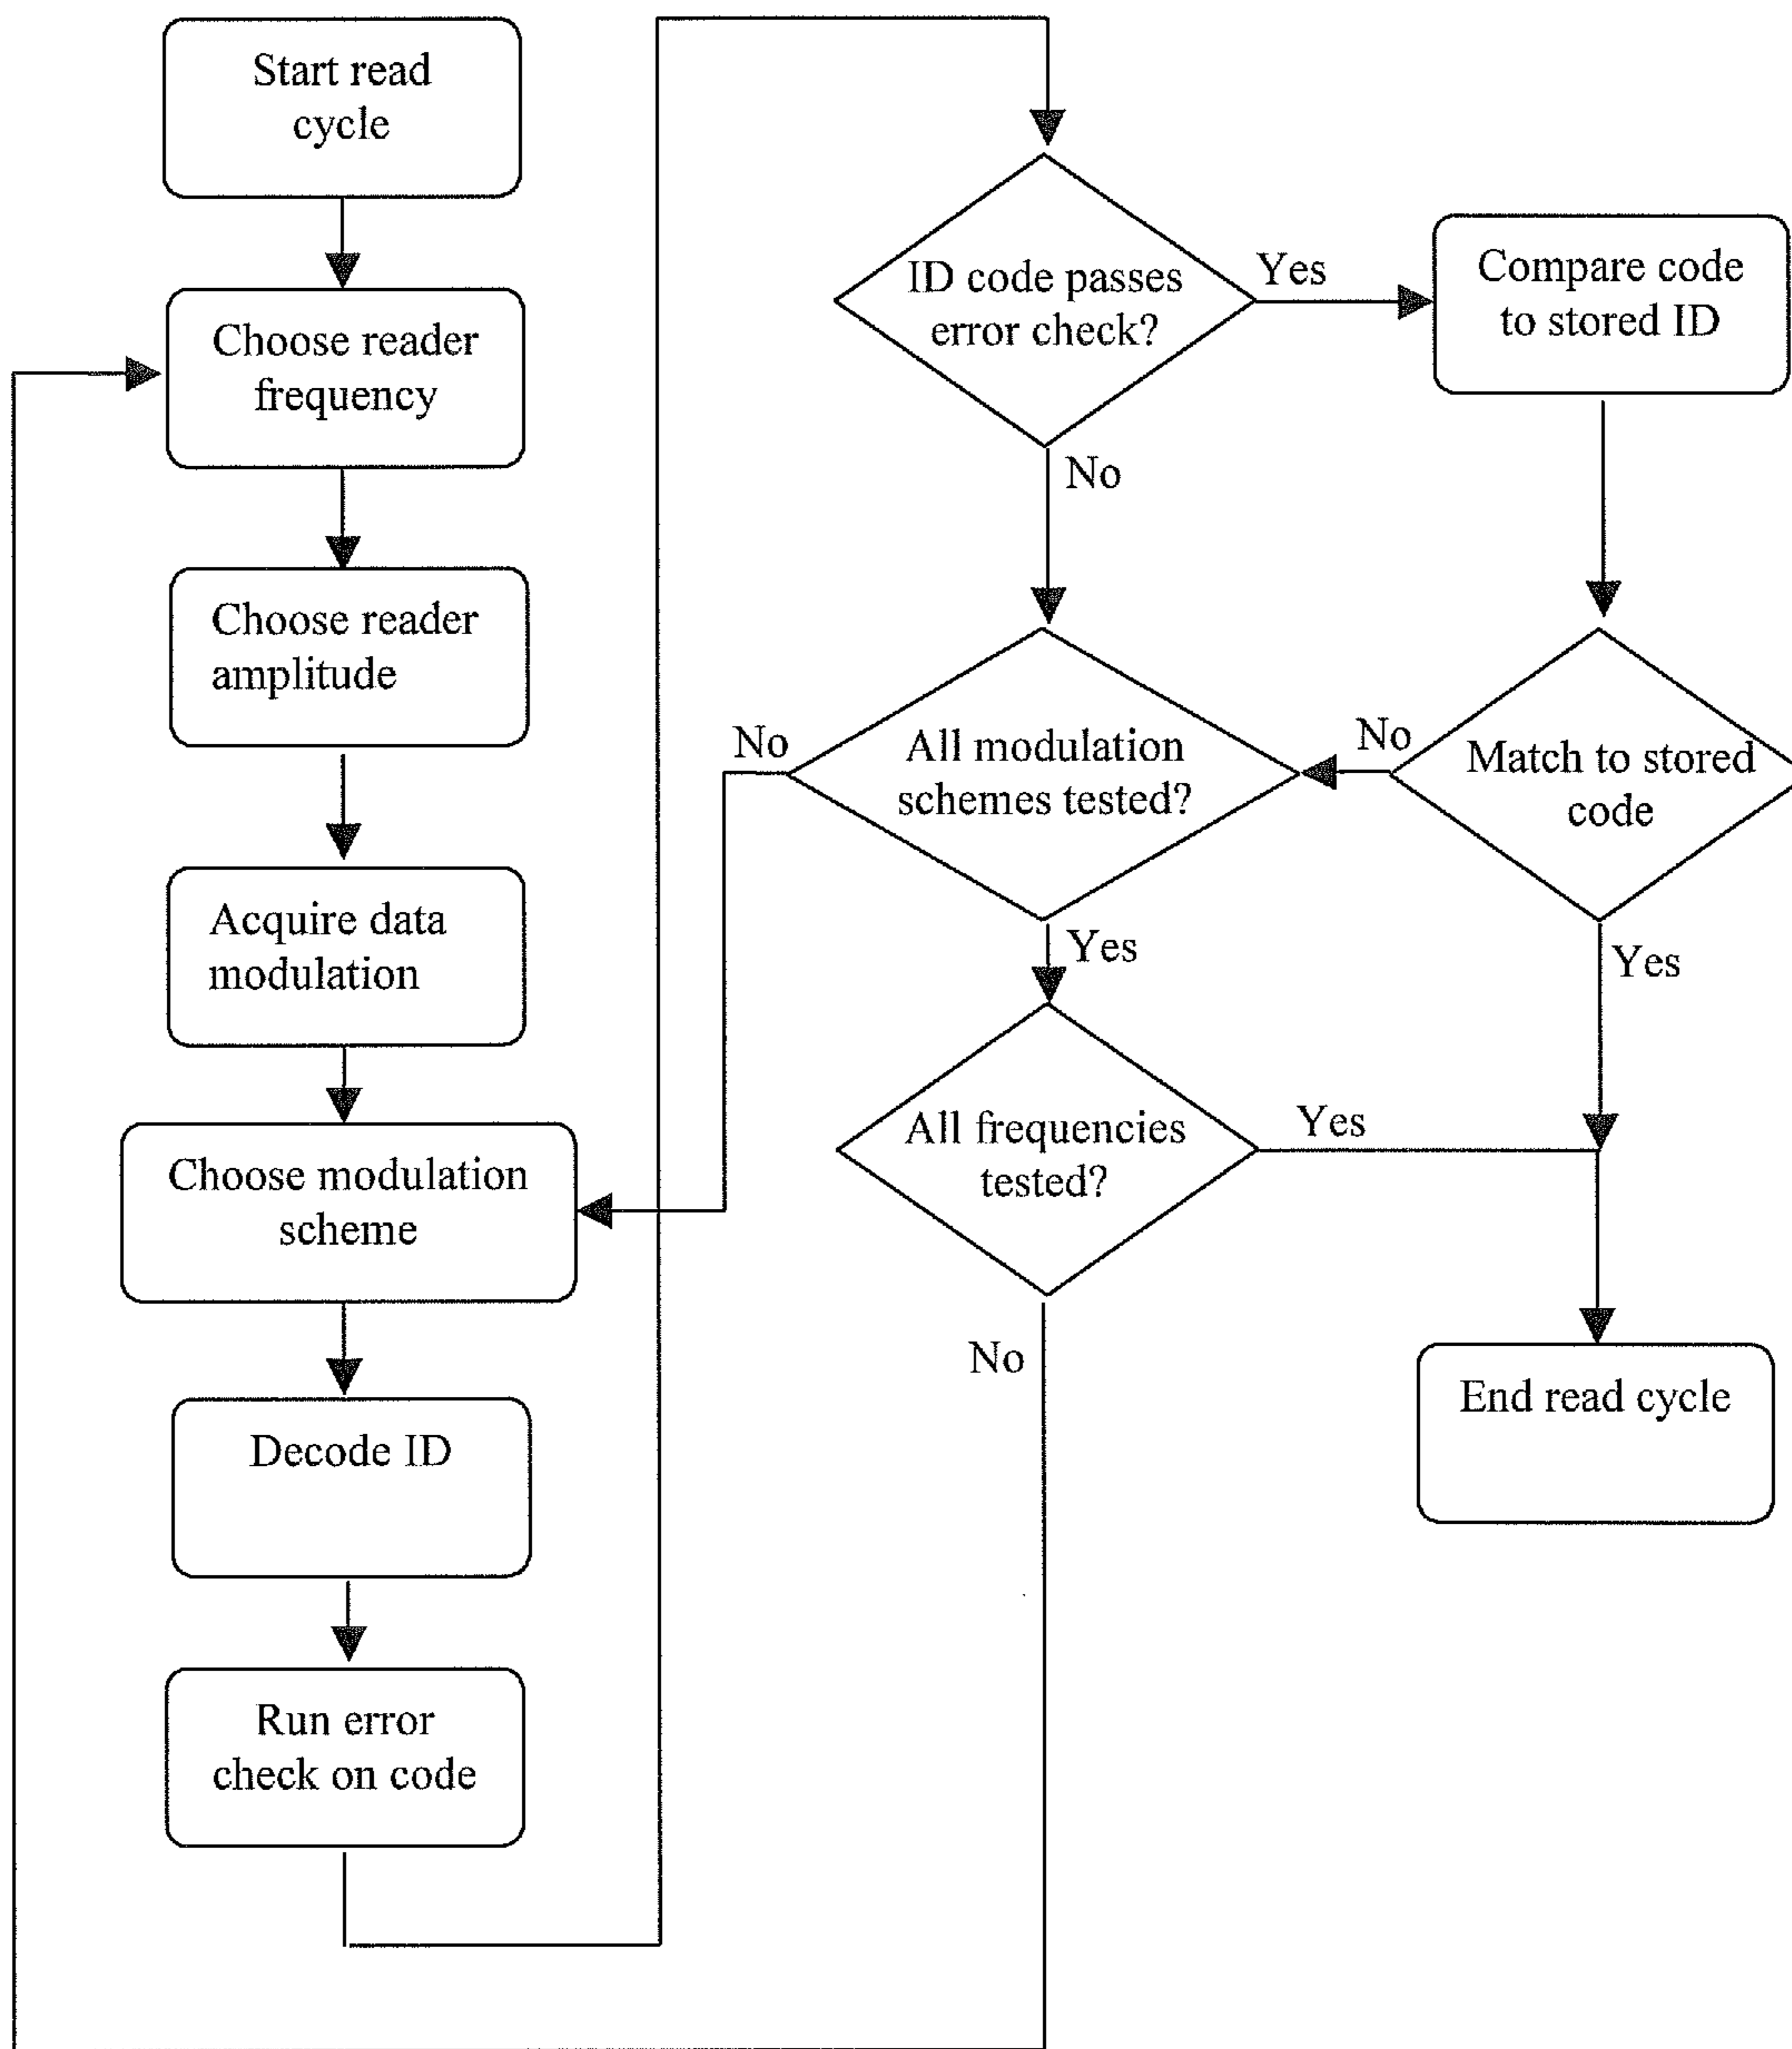 Start read
cycle
Choose reader
frequency
Choose reader
amplitude
Acquire data
modulation
Choose modulation
scheme
Decode ID
Run error
check on code
ID code passes
error check?
Yes
No
Compare code
to stored ID
No
All modulation
schemes tested?
Yes
No
Match to stored
code
Yes
All frequencies
tested?
Yes
No
End read cycle